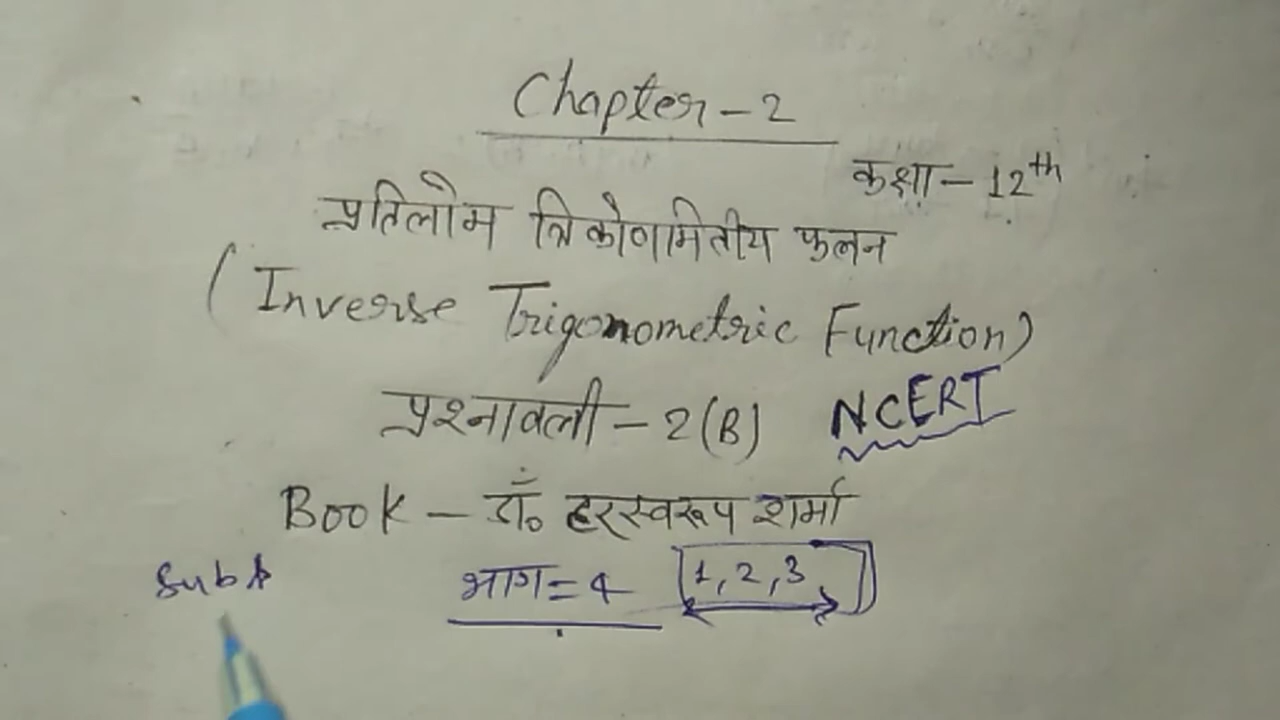 Chapter - 2
कक्षा - 12th
प्रतिलोम त्रिकोणमितीय फलन
(Inverse Trigonometric Function)
प्रश्नावली - 2(B) NCERT
Book - डॉ० हरस्वरूप शर्मा
भाग = 4 [1, 2, 3]